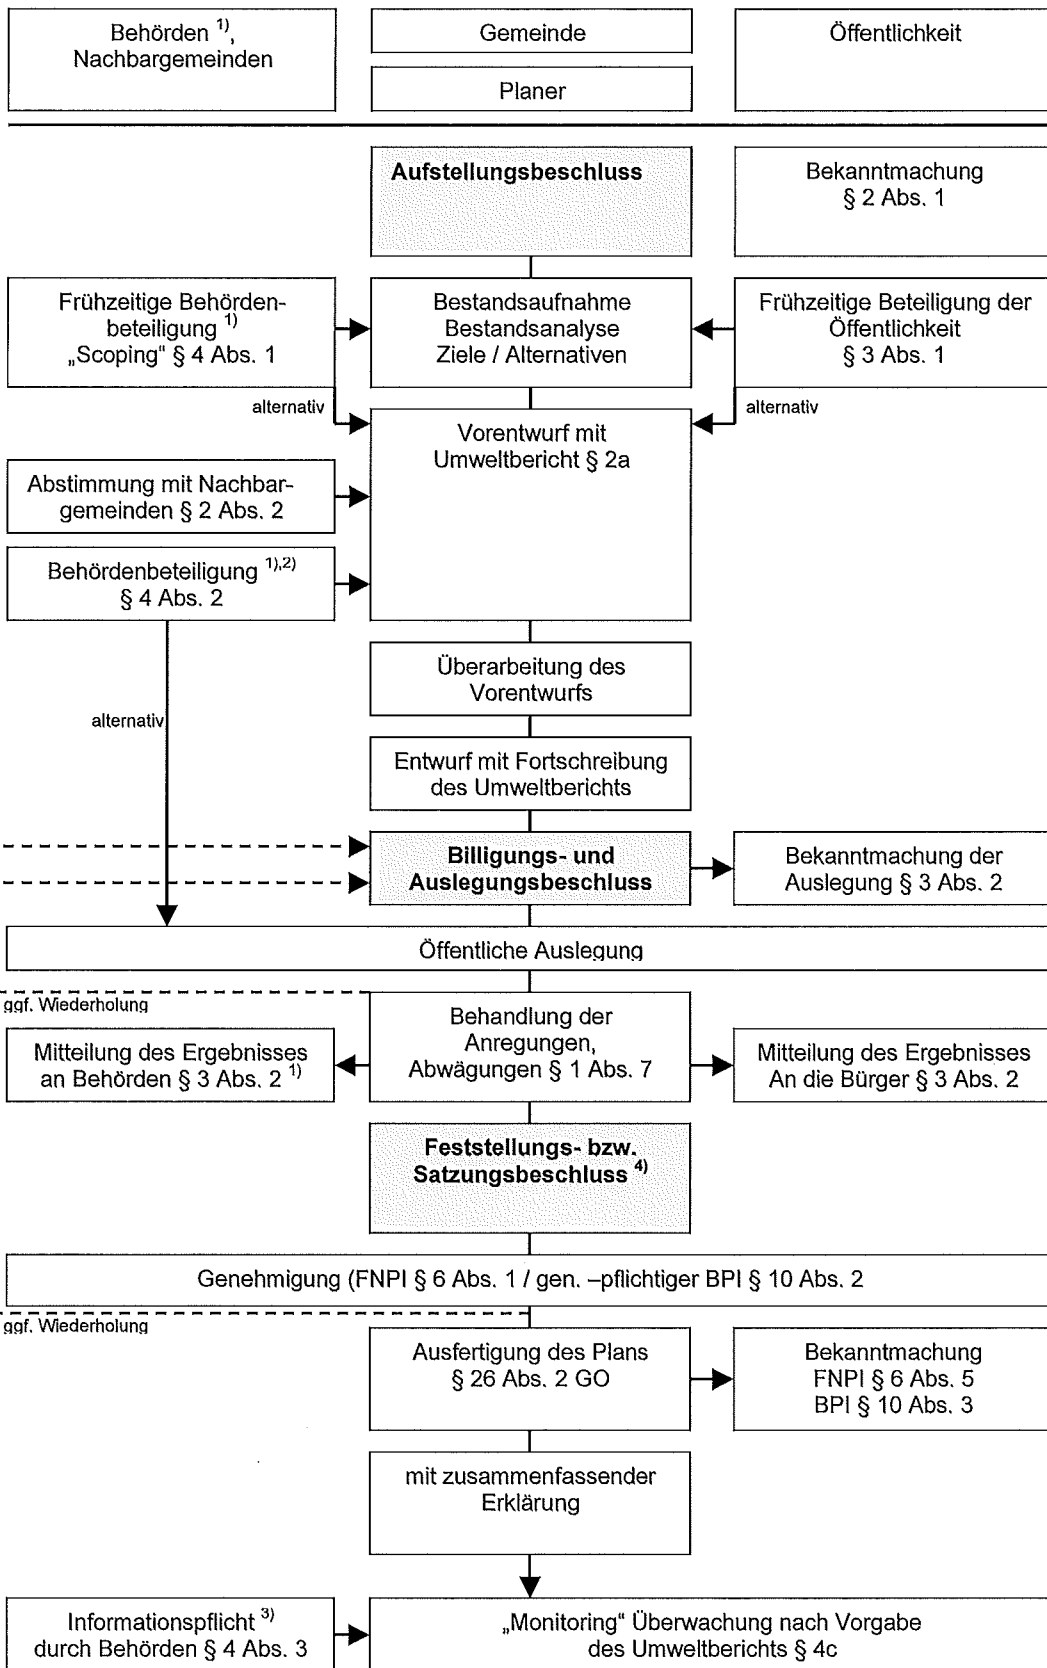 Behörden 1),
Nachbargemeinden
Gemeinde
Planer
Öffentlichkeit
Aufstellungsbeschluss
Bekanntmachung
§ 2 Abs. 1
Frühzeitige Behörden-
beteiligung 1)
„Scoping“ § 4 Abs. 1
Bestandsaufnahme
Bestandsanalyse
Ziele / Alternativen
Frühzeitige Beteiligung der
Öffentlichkeit
§ 3 Abs. 1
alternativ
alternativ
Vorentwurf mit
Umweltbericht § 2a
Abstimmung mit Nachbar-
gemeinden § 2 Abs. 2
Behördenbeteiligung 1),2)
§ 4 Abs. 2
Überarbeitung des
Vorentwurfs
alternativ
Entwurf mit Fortschreibung
des Umweltberichts
Billigungs- und
Auslegungsbeschluss
Bekanntmachung der
Auslegung § 3 Abs. 2
Öffentliche Auslegung
ggf. Wiederholung
Behandlung der
Anregungen,
Abwägungen § 1 Abs. 7
Mitteilung des Ergebnisses
an Behörden § 3 Abs. 2 1)
Mitteilung des Ergebnisses
An die Bürger § 3 Abs. 2
Feststellungs- bzw.
Satzungsbeschluss 4)
Genehmigung (FNPl § 6 Abs. 1 / gen. –pflichtiger BPl § 10 Abs. 2
ggf. Wiederholung
Ausfertigung des Plans
§ 26 Abs. 2 GO
Bekanntmachung
FNPl § 6 Abs. 5
BPl § 10 Abs. 3
mit zusammenfassender
Erklärung
Informationspflicht 3)
durch Behörden § 4 Abs. 3
„Monitoring“ Überwachung nach Vorgabe
des Umweltberichts § 4c